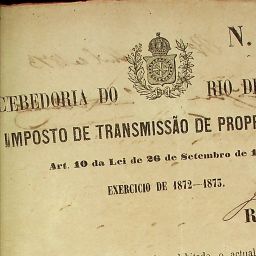 N.
CEBEDORIA DO RIO-DE
IMPOSTO DE TRANSMISSÃO DE PROPR
Art. 10 da Lei de 26 de Setembro de 1
EXERCICIO DE 1872—1873.
R